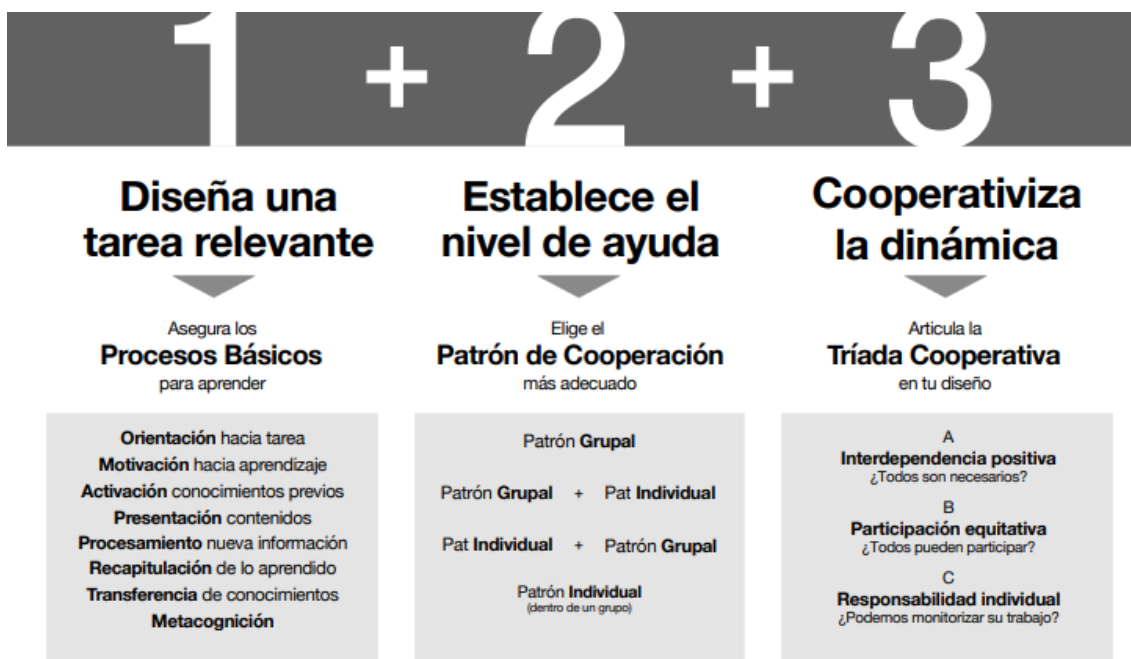 1 + 2 + 3
Diseña una
tarea relevante
Asegura los
Procesos Básicos
para aprender
Orientación hacia tarea
Motivación hacia aprendizaje
Activación conocimientos previos
Presentación contenidos
Procesamiento nueva información
Recapitulación de lo aprendido
Transferencia de conocimientos
Metacognición
Establece el
nivel de ayuda
Elige el
Patrón de Cooperación
más adecuado
Patrón Grupal
Patrón Grupal + Pat Individual
Pat Individual + Patrón Grupal
Patrón Individual
(dentro de un grupo)
Cooperativiza
la dinámica
Articula la
Tríada Cooperativa
en tu diseño
A
Interdependencia positiva
¿Todos son necesarios?
B
Participación equitativa
¿Todos pueden participar?
C
Responsabilidad individual
¿Podemos monitorizar su trabajo?